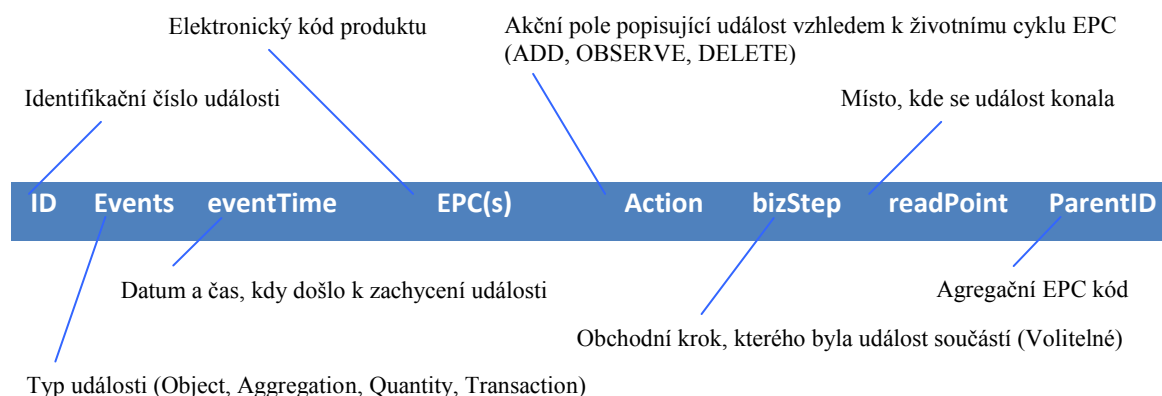 Elektronický kód produktu
Akční pole popisující událost vzhledem k životnímu cyklu EPC
(ADD, OBSERVE, DELETE)
Identifikační číslo události
Místo, kde se událost konala
ID Events eventTime EPC(s) Action bizStep readPoint ParentID
Datum a čas, kdy došlo k zachycení události
Agregační EPC kód
Obchodní krok, kterého byla událost součástí (Volitelné)
Typ události (Object, Aggregation, Quantity, Transaction)